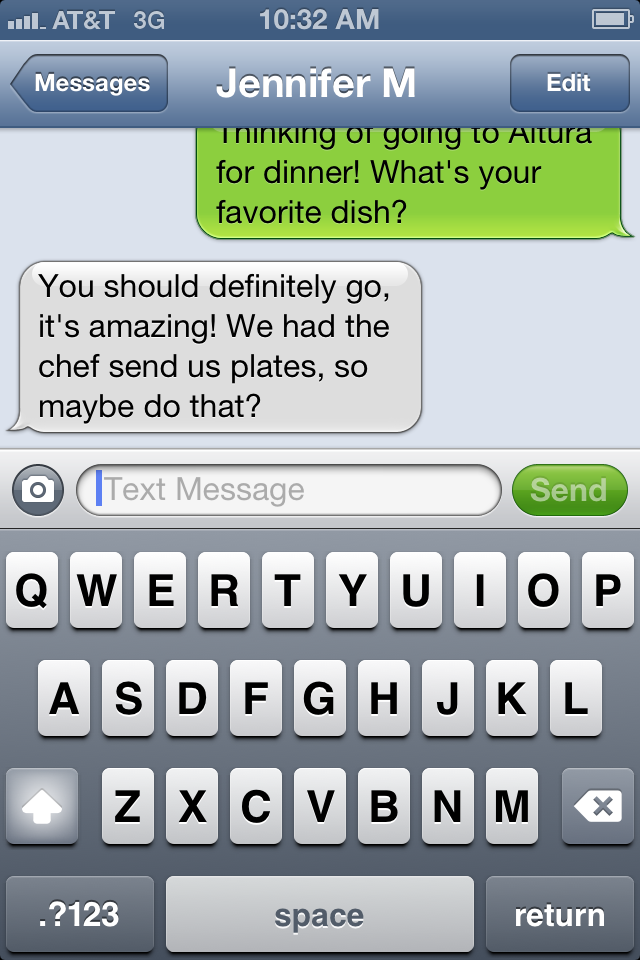 AT&T 3G 10:32 AM
Messages Jennifer M Edit
Thinking of going to Altura
for dinner! What's your
favorite dish?
You should definitely go,
it's amazing! We had the
chef send us plates, so
maybe do that?
Text Message Send
Q W E R T Y U I O P
A S D F G H J K L
Z X C V B N M
.?123 space return